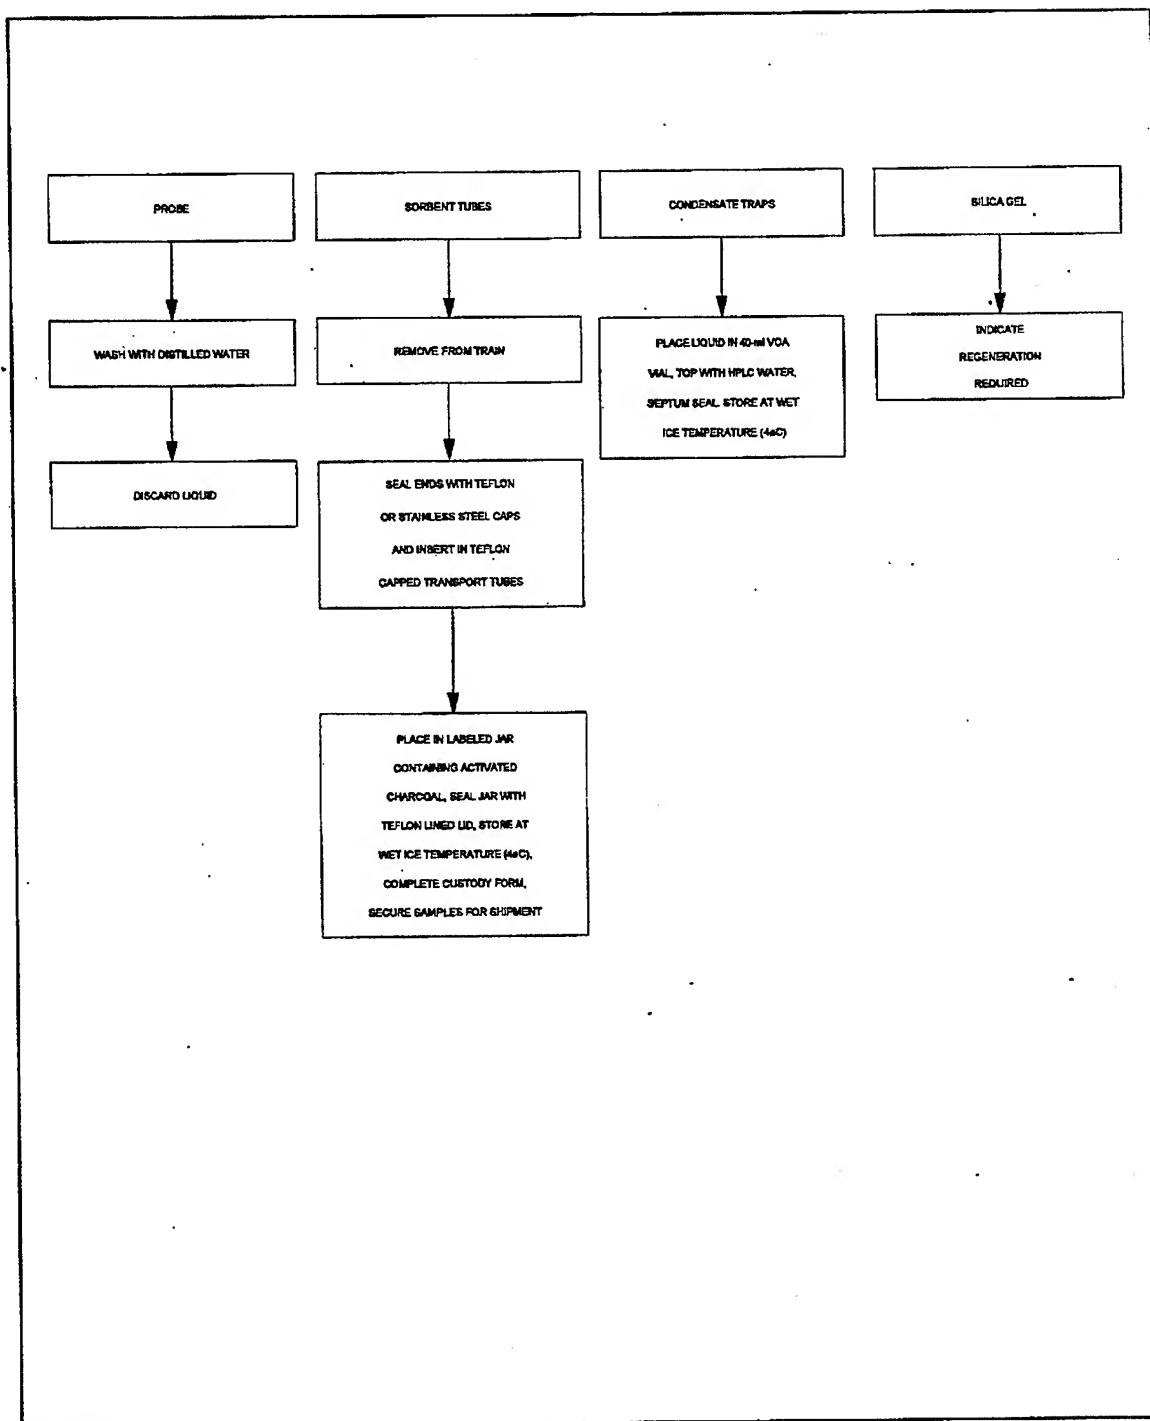 PROBE
WASH WITH DISTILLED WATER
DISCARD LIQUID
SORBENT TUBES
REMOVE FROM TRAIN
SEAL ENDS WITH TEFLON
OR STAINLESS STEEL CAPS
AND INSERT IN TEFLON
CAPPED TRANSPORT TUBES
PLACE IN LABELED JAR
CONTAINING ACTIVATED
CHARCOAL, SEAL JAR WITH
TEFLON LINED LID, STORE AT
WET ICE TEMPERATURE (4øC),
COMPLETE CUSTODY FORM,
SECURE SAMPLES FOR SHIPMENT
CONDENSATE TRAPS
PLACE LIQUID IN 40-ml VOA
VIAL, TOP WITH HPLC WATER,
SEPTUM SEAL. STORE AT WET
ICE TEMPERATURE (4øC)
SILICA GEL
INDICATE
REGENERATION
REQUIRED